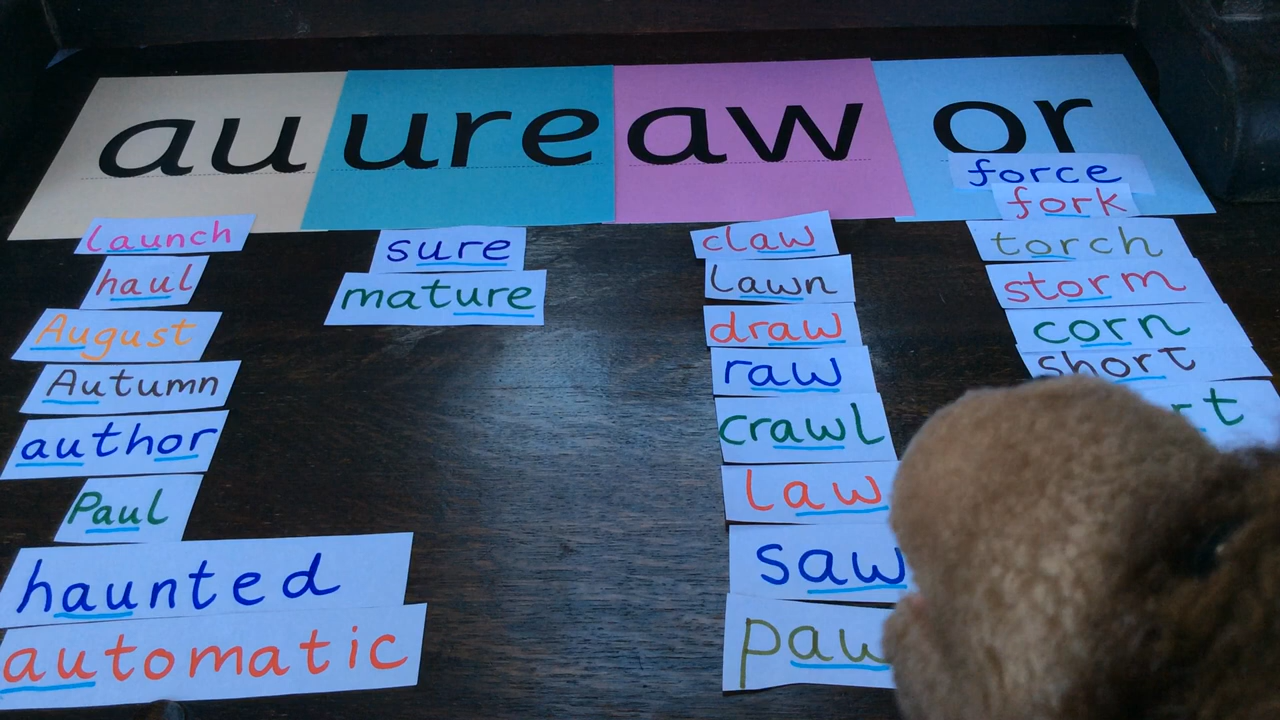 au ure aw or
launch
haul
August
Autumn
author
Paul
haunted
automatic
sure
mature
claw
lawn
draw
raw
crawl
law
saw
paw
force
fork
torch
storm
corn
short